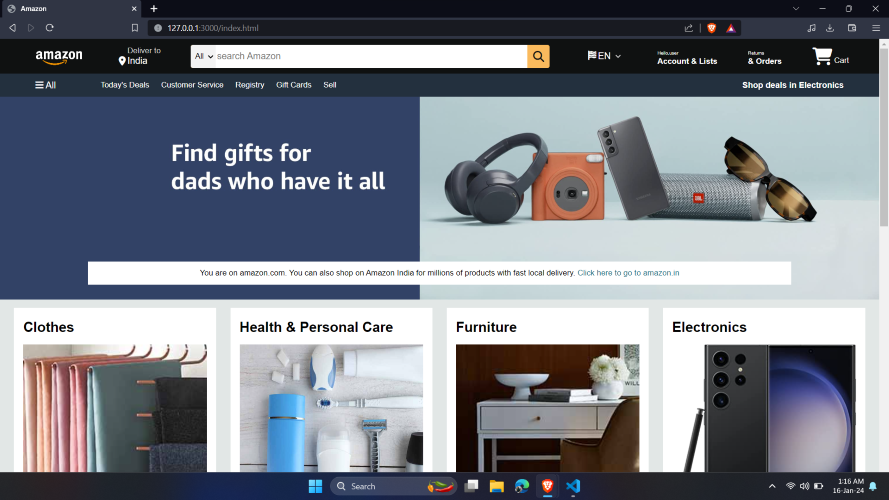 Amazon
127.0.0.1:3000/index.html
amazon
Deliver to
India
All
search Amazon
EN
Hello,user
Account & Lists
Returns
& Orders
Cart
All
Today's Deals
Customer Service
Registry
Gift Cards
Sell
Shop deals in Electronics
Find gifts for
dads who have it all
JBL
You are on amazon.com. You can also shop on Amazon India for millions of products with fast local delivery. Click here to go to amazon.in
Clothes
Health & Personal Care
Furniture
Electronics
Search
1:16 AM
16-Jan-24